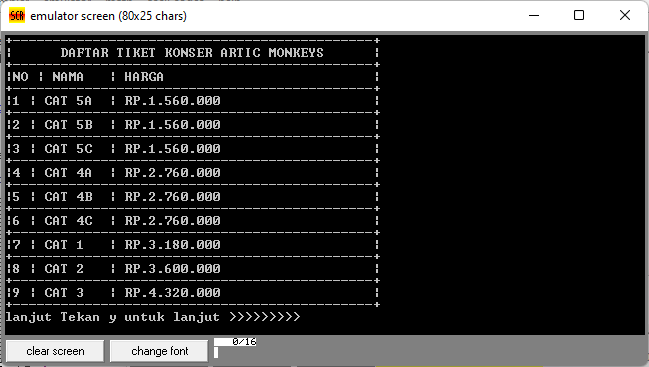 emulator screen (80x25 chars)
+----------------------------------------------+
¦      DAFTAR TIKET KONSER ARTIC MONKEYS       ¦
+----------------------------------------------+
¦NO ¦ NAMA   ¦ HARGA                           ¦
+----------------------------------------------+
¦1 ¦ CAT 5A  ¦ RP.1.560.000                    ¦
+----------------------------------------------+
¦2 ¦ CAT 5B  ¦ RP.1.560.000                    ¦
+----------------------------------------------+
¦3 ¦ CAT 5C  ¦ RP.1.560.000                    ¦
+----------------------------------------------+
¦4 ¦ CAT 4A  ¦ RP.2.760.000                    ¦
+----------------------------------------------+
¦5 ¦ CAT 4B  ¦ RP.2.760.000                    ¦
+----------------------------------------------+
¦6 ¦ CAT 4C  ¦ RP.2.760.000                    ¦
+----------------------------------------------+
¦7 ¦ CAT 1   ¦ RP.3.180.000                    ¦
+----------------------------------------------+
¦8 ¦ CAT 2   ¦ RP.3.600.000                    ¦
+----------------------------------------------+
¦9 ¦ CAT 3   ¦ RP.4.320.000                    ¦
+----------------------------------------------+
lanjut Tekan y untuk lanjut >>>>>>>>>
clear screen change font 0/16